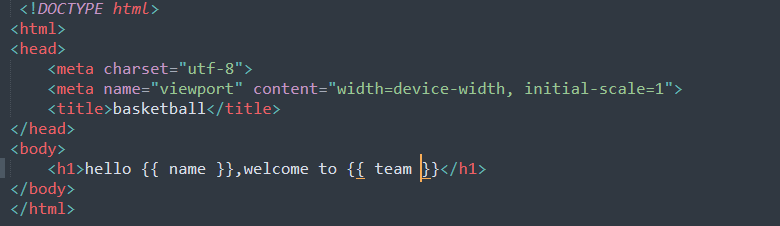 <!DOCTYPE html>
<html>
<head>
    <meta charset="utf-8">
    <meta name="viewport" content="width=device-width, initial-scale=1">
    <title>basketball</title>
</head>
<body>
    <h1>hello {{ name }},welcome to {{ team }}</h1>
</body>
</html>